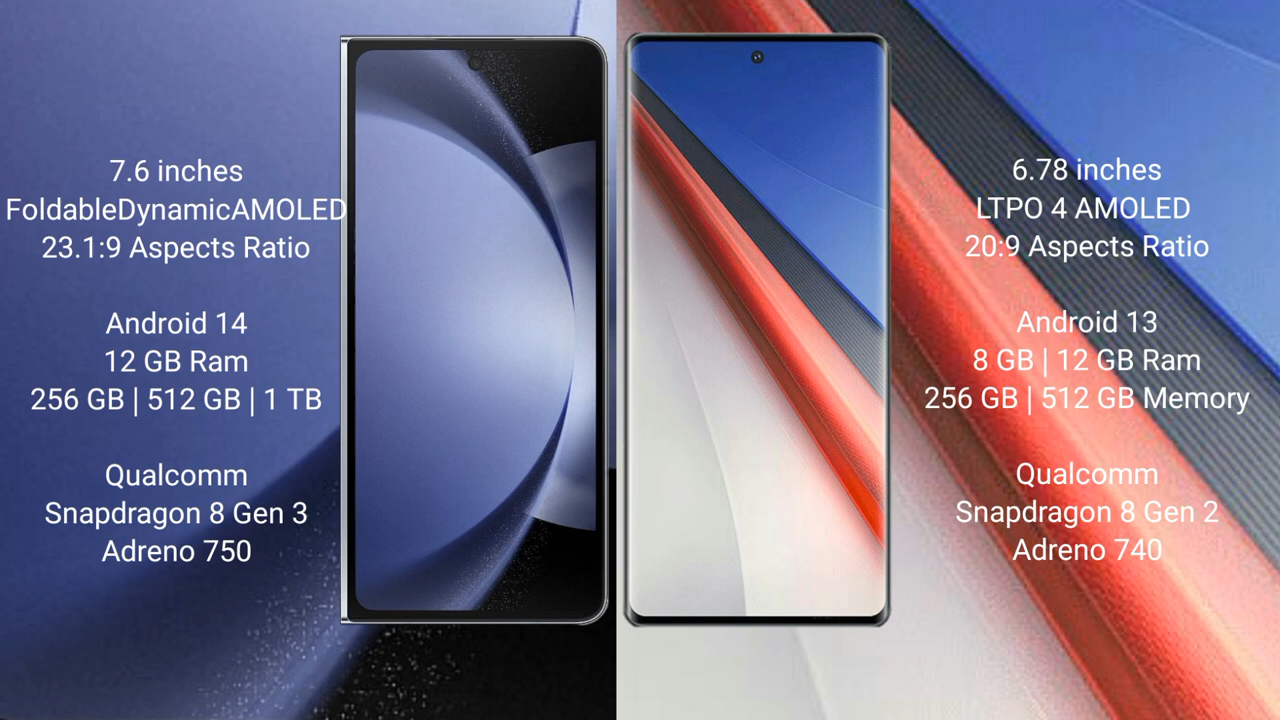 7.6 inches
FoldableDynamicAMOLED
23.1:9 Aspects Ratio
Android 14
12 GB Ram
256 GB | 512 GB | 1 TB
Qualcomm
Snapdragon 8 Gen 3
Adreno 750
6.78 inches
LTPO 4 AMOLED
20:9 Aspects Ratio
Android 13
8 GB | 12 GB Ram
256 GB | 512 GB Memory
Qualcomm
Snapdragon 8 Gen 2
Adreno 740